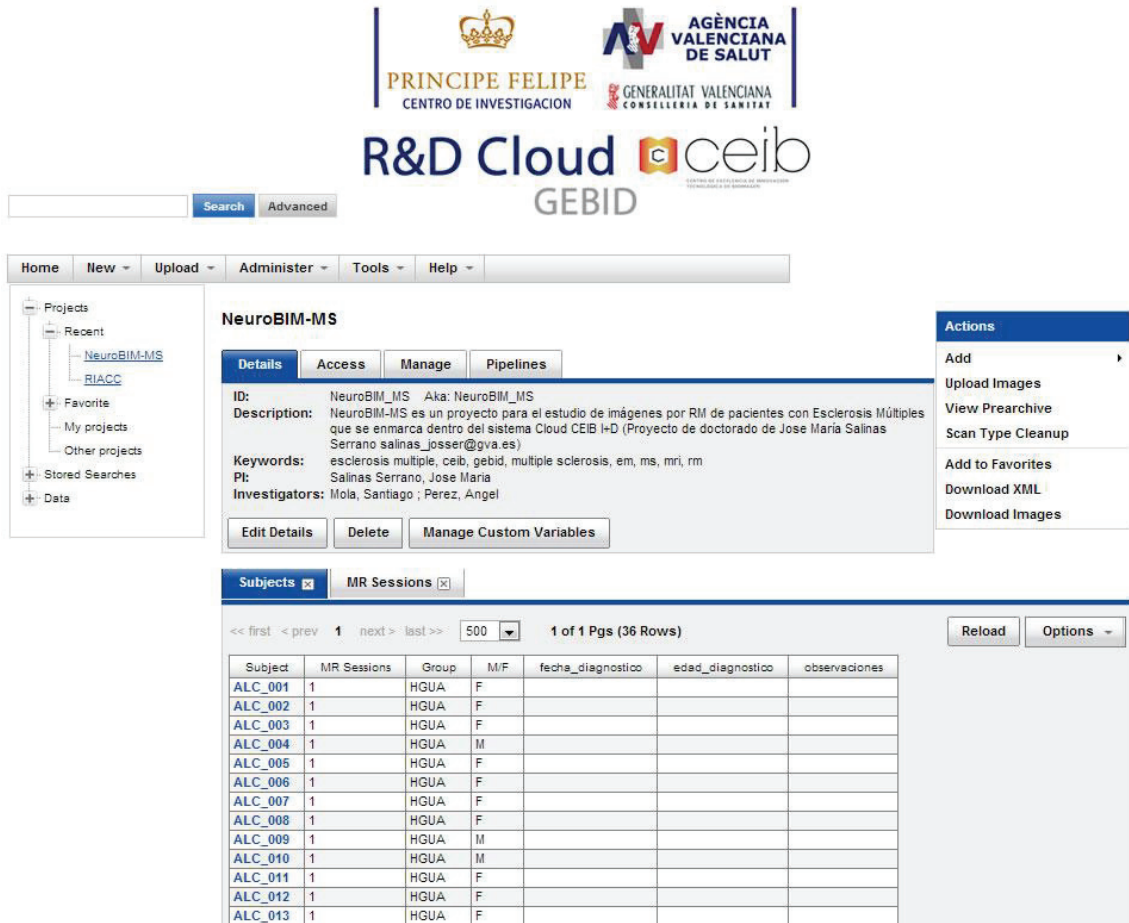 AGÈNCIA
VALENCIANA
DE SALUT
PRINCIPE FELIPE
CENTRO DE INVESTIGACION
GENERALITAT VALENCIANA
CONSELLERIA DE SANITAT
R&D Cloud ceib
CENTRO DE EXCELENCIA DE INNOVACION
TECNOLOGICA DE BIOIMAGEN
GEBID
Search Advanced
Home New Upload Administer Tools Help
Projects
Recent
NeuroBIM-MS
RIACC
Favorite
My projects
Other projects
Stored Searches
Data
NeuroBIM-MS
Details Access Manage Pipelines
ID: NeuroBIM_MS Aka: NeuroBIM_MS
Description: NeuroBIM-MS es un proyecto para el estudio de imágenes por RM de pacientes con Esclerosis Múltiples
que se enmarca dentro del sistema Cloud CEIB I+D (Proyecto de doctorado de Jose María Salinas
Serrano salinas_josser@gva.es)
Keywords: esclerosis multiple, ceib, gebid, multiple sclerosis, em, ms, mri, rm
PI: Salinas Serrano, Jose Maria
Investigators: Mola, Santiago ; Perez, Angel
Edit Details Delete Manage Custom Variables
Actions
Add
Upload Images
View Prearchive
Scan Type Cleanup
Add to Favorites
Download XML
Download Images
Subjects MR Sessions
<< first < prev 1 next > last >> 500 1 of 1 Pgs (36 Rows) Reload Options
Subject MR Sessions Group M/F fecha_diagnostico edad_diagnostico observaciones
ALC_001 1 HGUA F
ALC_002 1 HGUA F
ALC_003 1 HGUA F
ALC_004 1 HGUA M
ALC_005 1 HGUA F
ALC_006 1 HGUA F
ALC_007 1 HGUA F
ALC_008 1 HGUA F
ALC_009 1 HGUA M
ALC_010 1 HGUA M
ALC_011 1 HGUA F
ALC_012 1 HGUA F
ALC_013 1 HGUA F